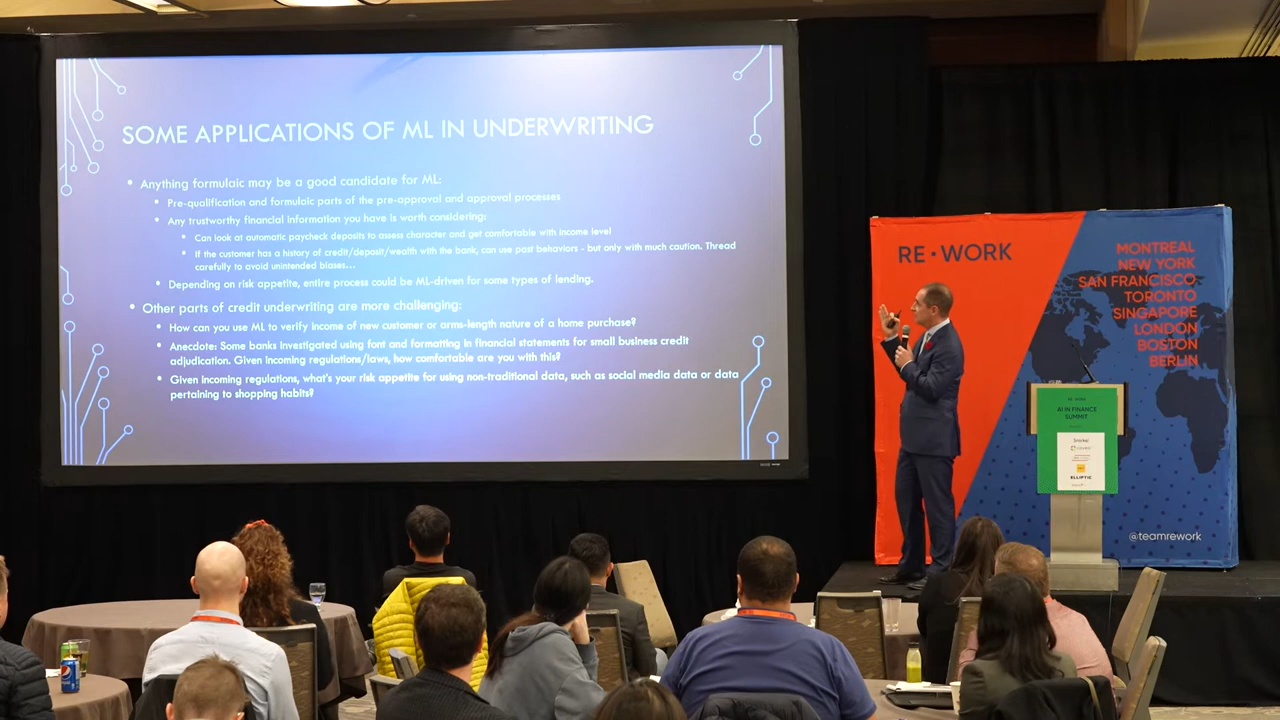 SOME APPLICATIONS OF ML IN UNDERWRITING
• Anything formulaic may be a good candidate for ML:
• Pre-qualification and formulaic parts of the pre-approval and approval processes
• Any trustworthy financial information you have is worth considering:
• Can look at automatic paycheck deposits to assess character and get comfortable with income level
• If the customer has a history of credit/deposit/wealth with the bank, can use past behaviors - but only with much caution. Thread
carefully to avoid unintended biases...
• Depending on risk appetite, entire process could be ML-driven for some types of lending.
• Other parts of credit underwriting are more challenging:
• How can you use ML to verify income of new customer or arms-length nature of a home purchase?
• Anecdote: Some banks investigated using font and formatting in financial statements for small business credit
adjudication. Given incoming regulations/laws, how comfortable are you with this?
• Given incoming regulations, what's your risk appetite for using non-traditional data, such as social media data or data
pertaining to shopping habits?
RE•WORK
MONTREAL
NEW YORK
SAN FRANCISCO
TORONTO
SINGAPORE
LONDON
BOSTON
BERLIN
@teamrework
RE•WORK
AI IN FINANCE
SUMMIT
Snorkel
ELLIPTIC
pepsi